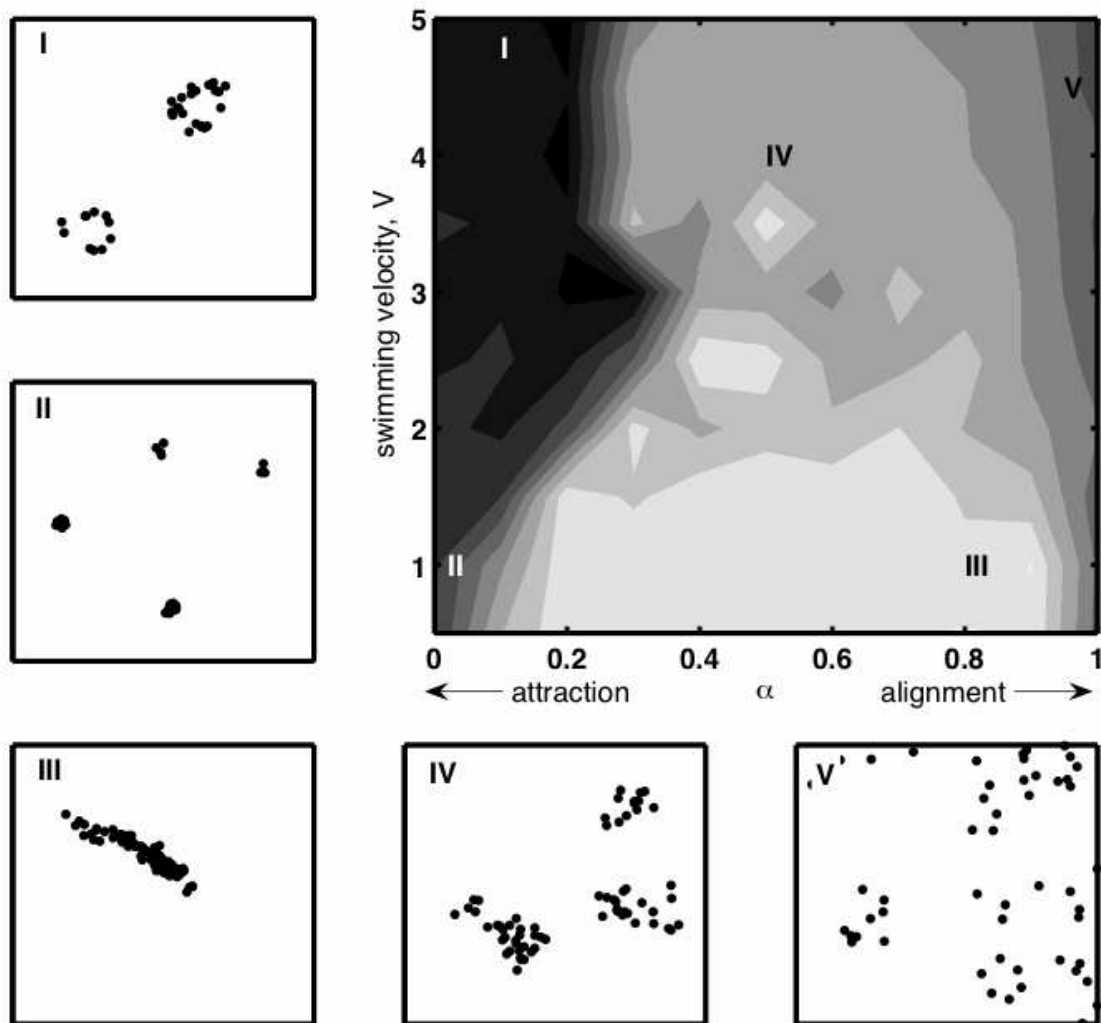 I
II
III
IV
V
swimming velocity, V
5
4
3
2
1
I
II
III
IV
V
0 0.2 0.4 0.6 0.8 1
attraction α alignment